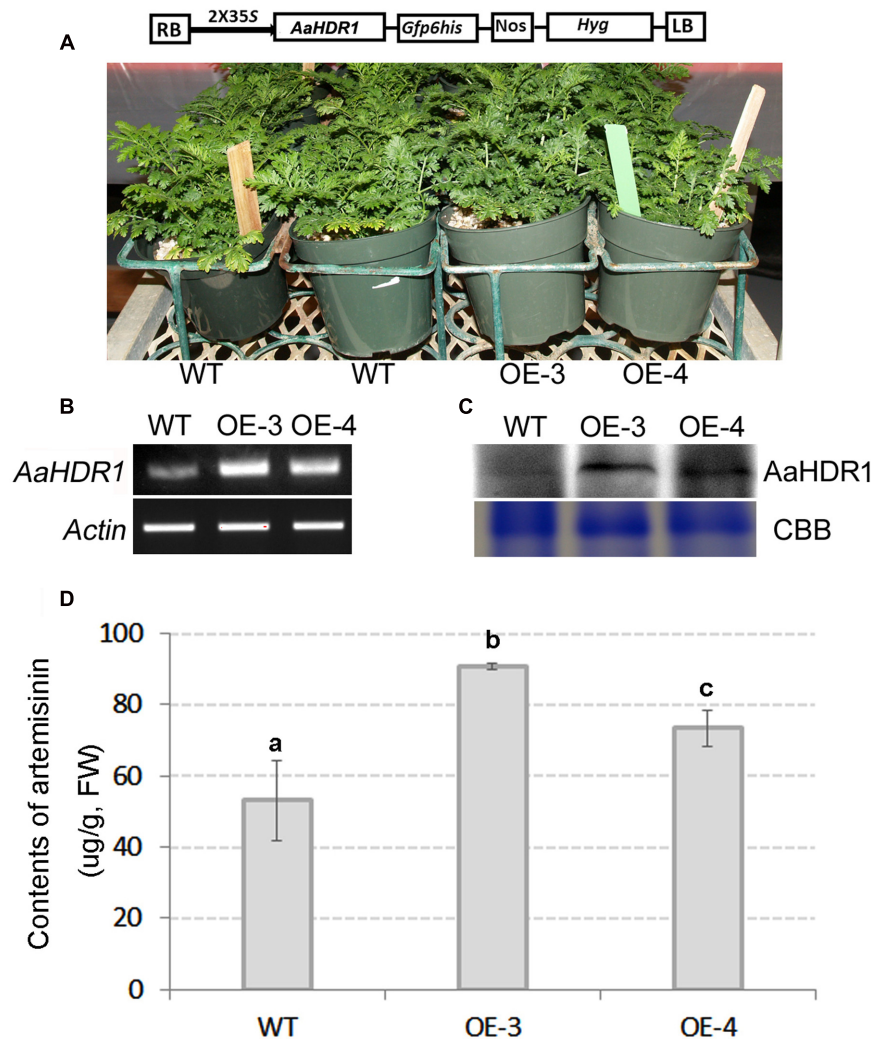 RB 2X35S AaHDR1 Gfp6his Nos Hyg LB
A
WT WT OE-3 OE-4
B
WT OE-3 OE-4
AaHDR1
Actin
C
WT OE-3 OE-4
AaHDR1
CBB
D
Contents of artemisinin
(ug/g, FW)
100
80
60
40
20
0
a
b
c
WT OE-3 OE-4